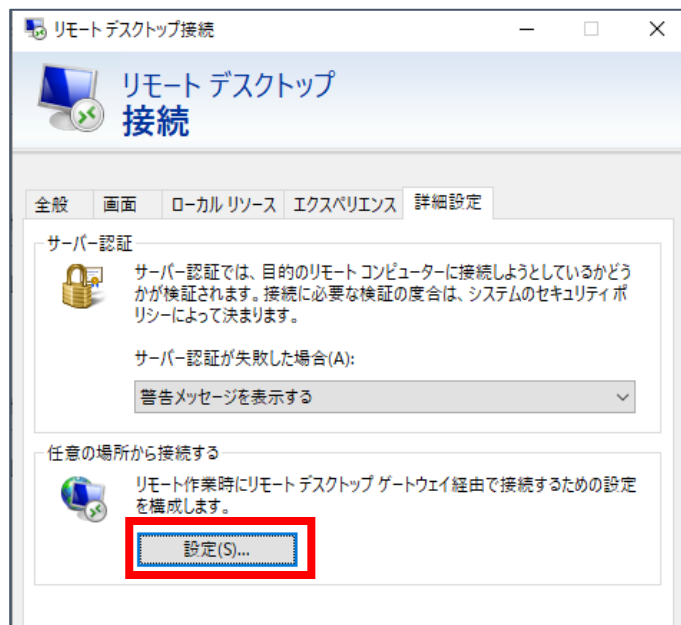 リモート デスクトップ接続
リモート デスクトップ
接続
全般 画面 ローカル リソース エクスペリエンス 詳細設定
サーバー認証
サーバー認証では、目的のリモート コンピューターに接続しようとしているかどう
かが検証されます。接続に必要な検証の度合は、システムのセキュリティ ポ
リシーによって決まります。
サーバー認証が失敗した場合(A):
警告メッセージを表示する
任意の場所から接続する
リモート作業時にリモート デスクトップ ゲートウェイ経由で接続するための設定
を構成します。
設定(S)...